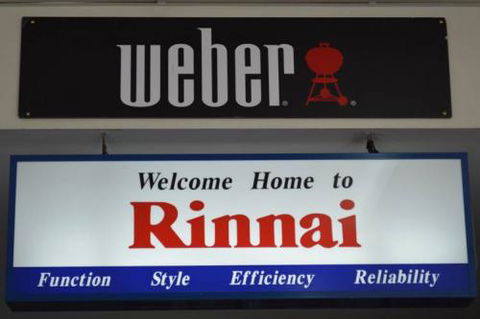 weber
Welcome Home to
Rinnai
Function Style Efficiency Reliability